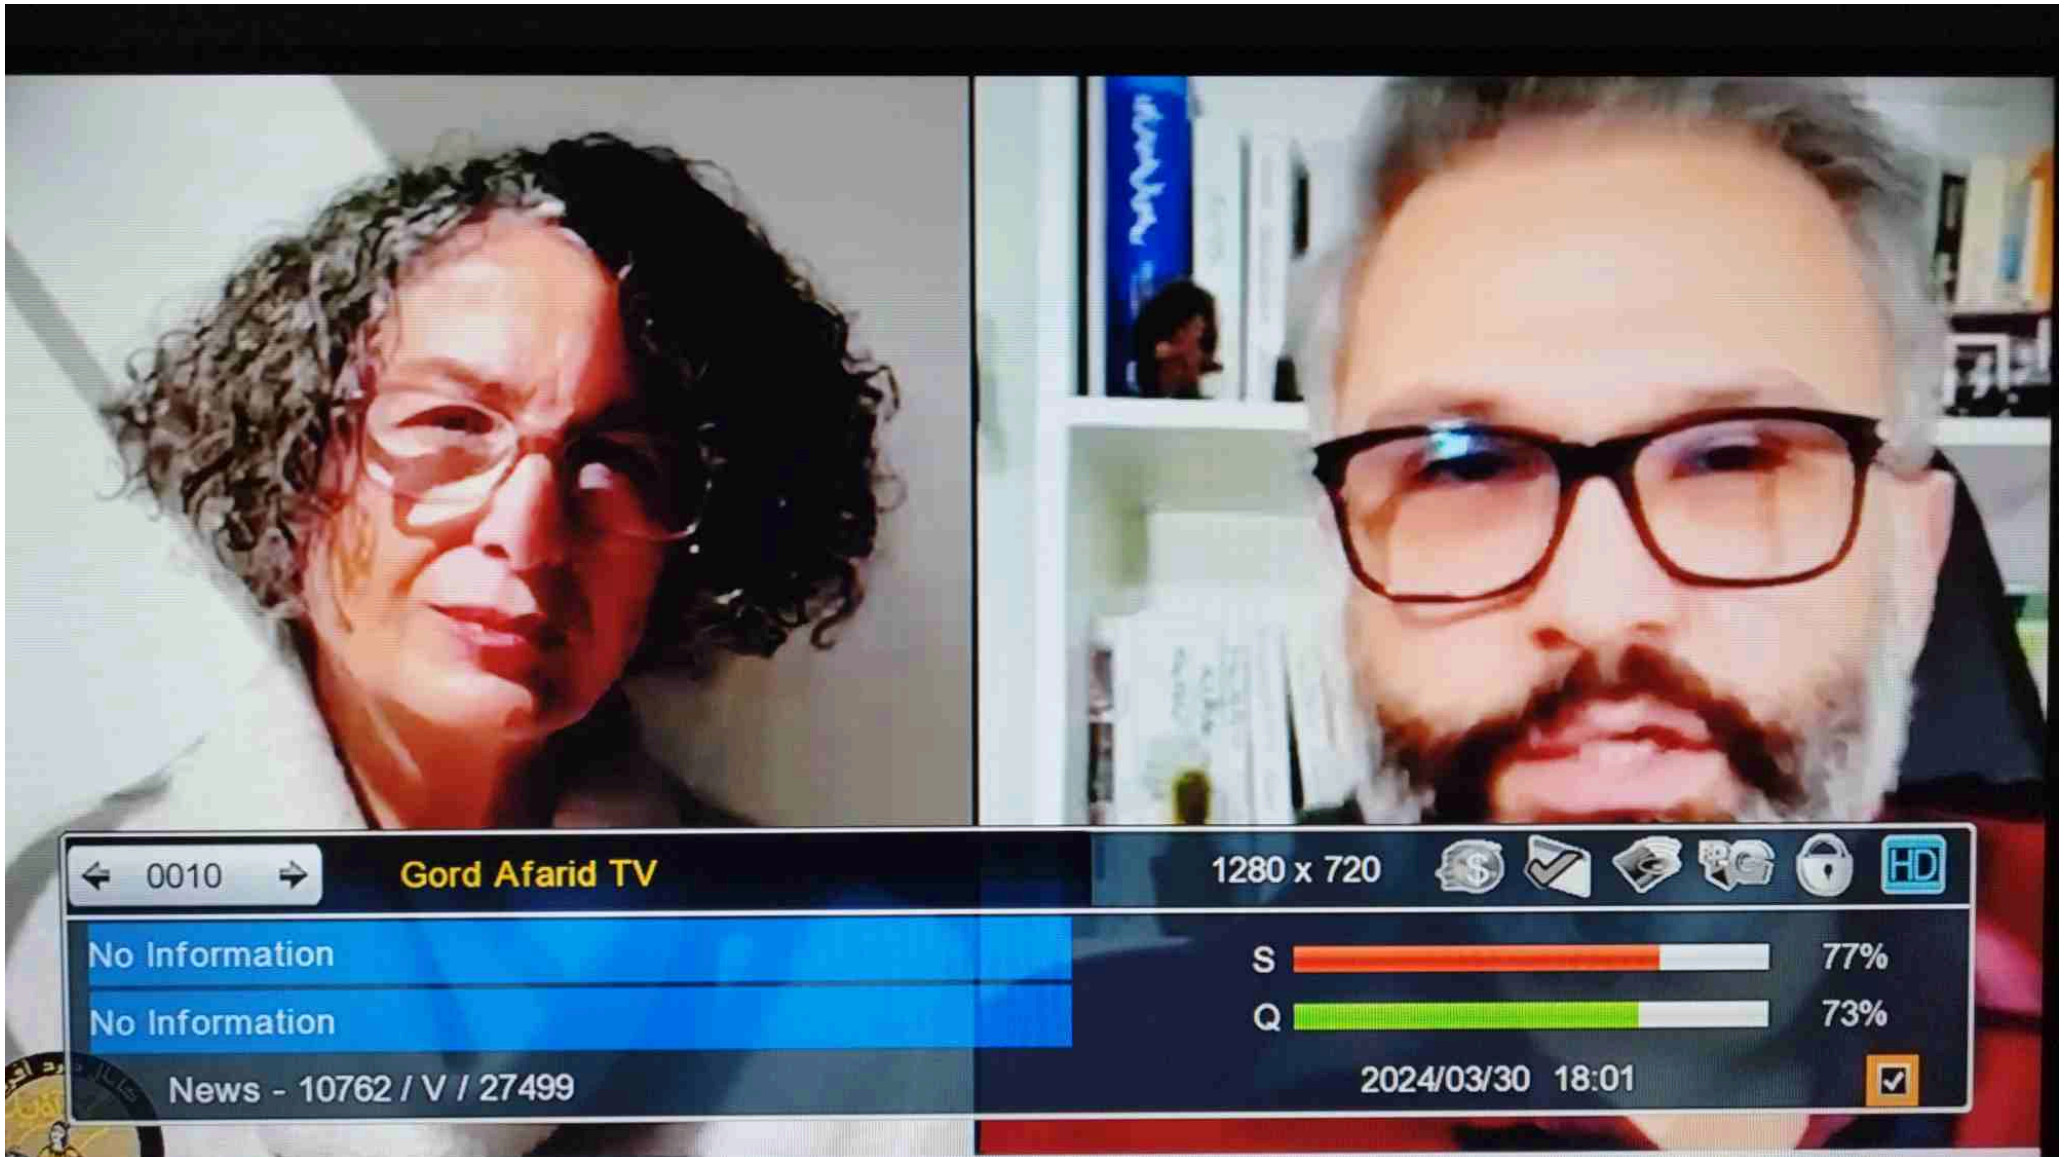 0010
Gord Afarid TV
1280 x 720
HD
No Information
S 77%
No Information
Q 73%
News - 10762 / V / 27499
2024/03/30 18:01